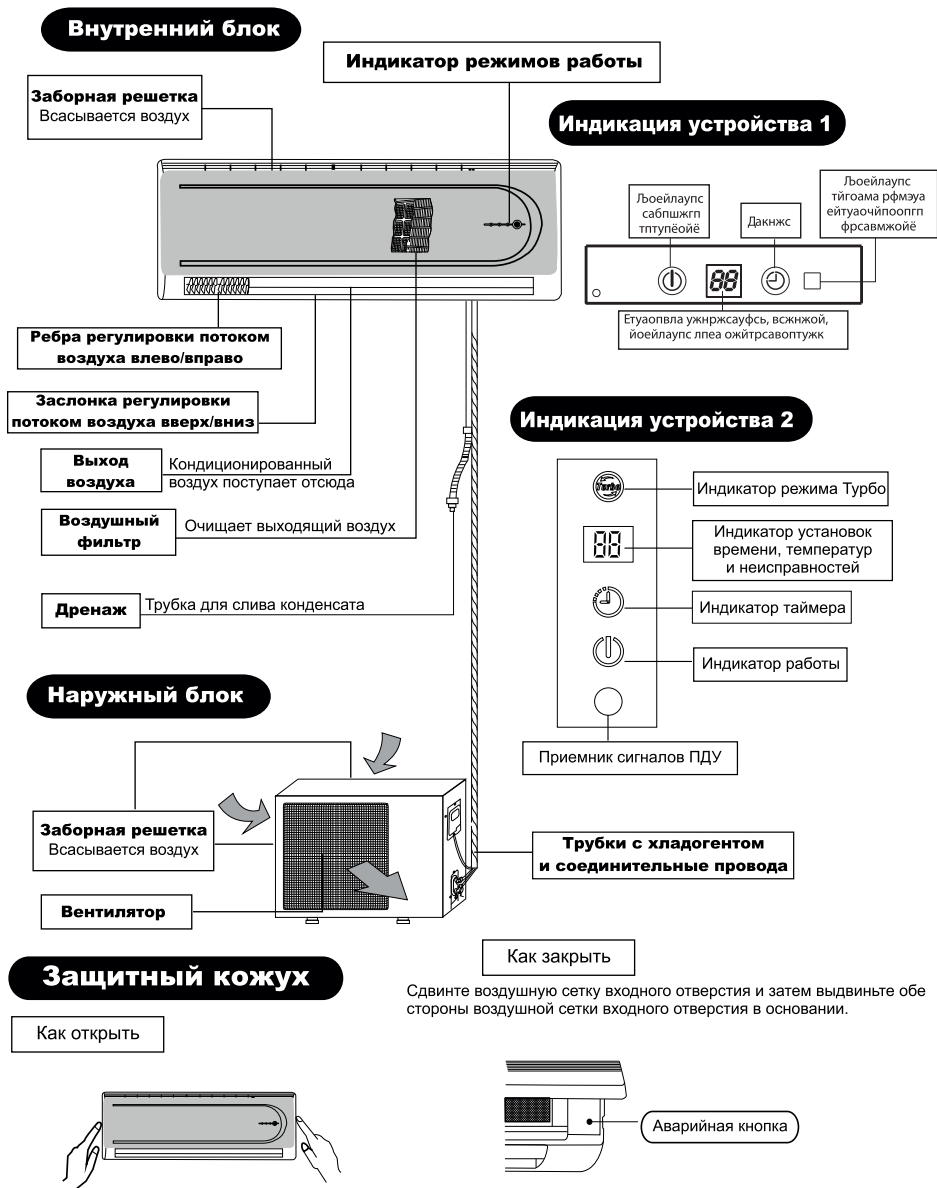 Внутренний блок
Индикатор режимов работы
Заборная решетка
Всасывается воздух
Индикация устройства 1
Љоейлаупс
сабпшжгп
тптупёойё
Дакнжс
Љоейлаупс
тйгоама рфмэуа
ейтуаочйпоопгп
фрсавмжойё
88
Етуаопвла ужнржсауфсь, всжнжой,
йоейлаупс лпеа ожйтрсавоптужк
Ребра регулировки потоком
воздуха влево/вправо
Заслонка регулировки
потоком воздуха вверх/вниз
Выход
воздуха
Кондиционированный
воздух поступает отсюда
Воздушный
фильтр
Очищает выходящий воздух
Дренаж
Трубка для слива конденсата
Индикация устройства 2
Turbo
Индикатор режима Турбо
88
Индикатор установок
времени, температур
и неисправностей
Индикатор таймера
Индикатор работы
Приемник сигналов ПДУ
Наружный блок
Заборная решетка
Всасывается воздух
Вентилятор
Трубки с хладогентом
и соединительные провода
Защитный кожух
Как открыть
Как закрыть
Сдвинте воздушную сетку входного отверстия и затем выдвиньте обе
стороны воздушной сетки входного отверстия в основании.
Аварийная кнопка